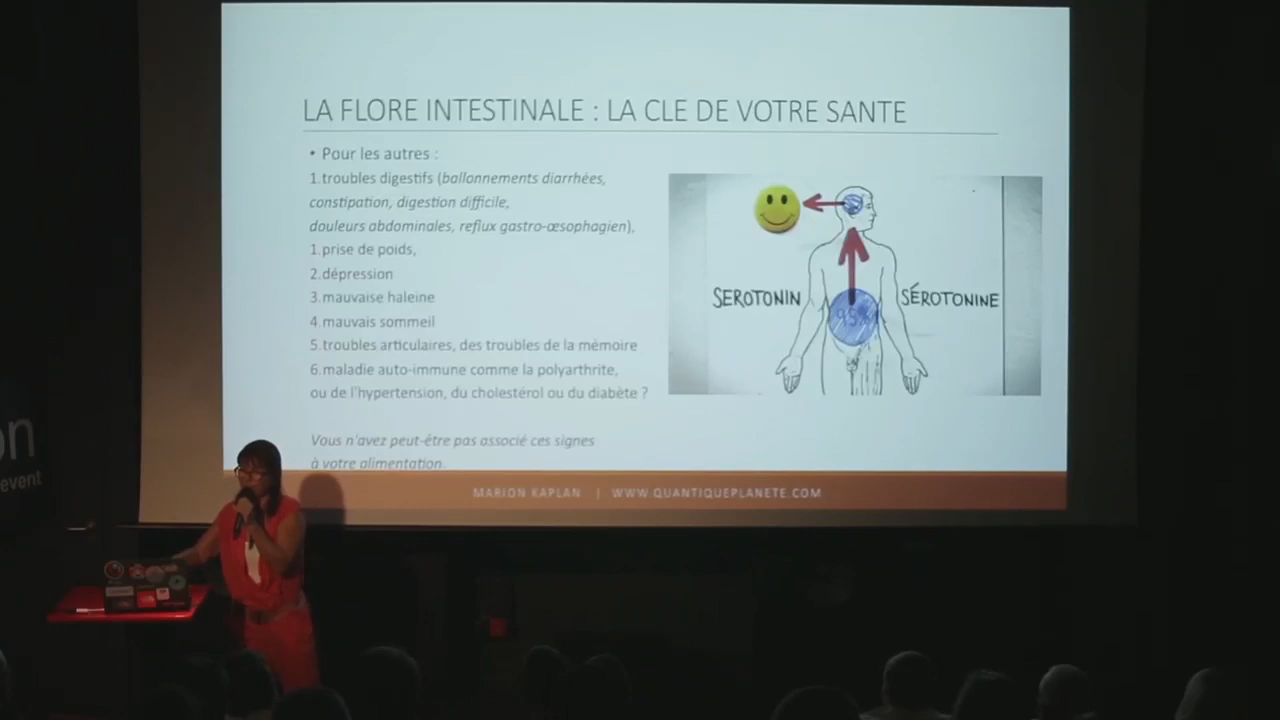 LA FLORE INTESTINALE : LA CLE DE VOTRE SANTE
• Pour les autres :
1.troubles digestifs (ballonnements diarrhées,
constipation, digestion difficile,
douleurs abdominales, reflux gastro-œsophagien),
1.prise de poids,
2.dépression
3.mauvaise haleine
4.mauvais sommeil
5.troubles articulaires, des troubles de la mémoire
6.maladie auto-immune comme la polyarthrite,
ou de l'hypertension, du cholestérol ou du diabète ?
Vous n'avez peut-être pas associé ces signes
à votre alimentation.
SEROTONIN
95%
SÉROTONINE
MARION KAPLAN | WWW.QUANTIQUEPLANETE.COM
on
event